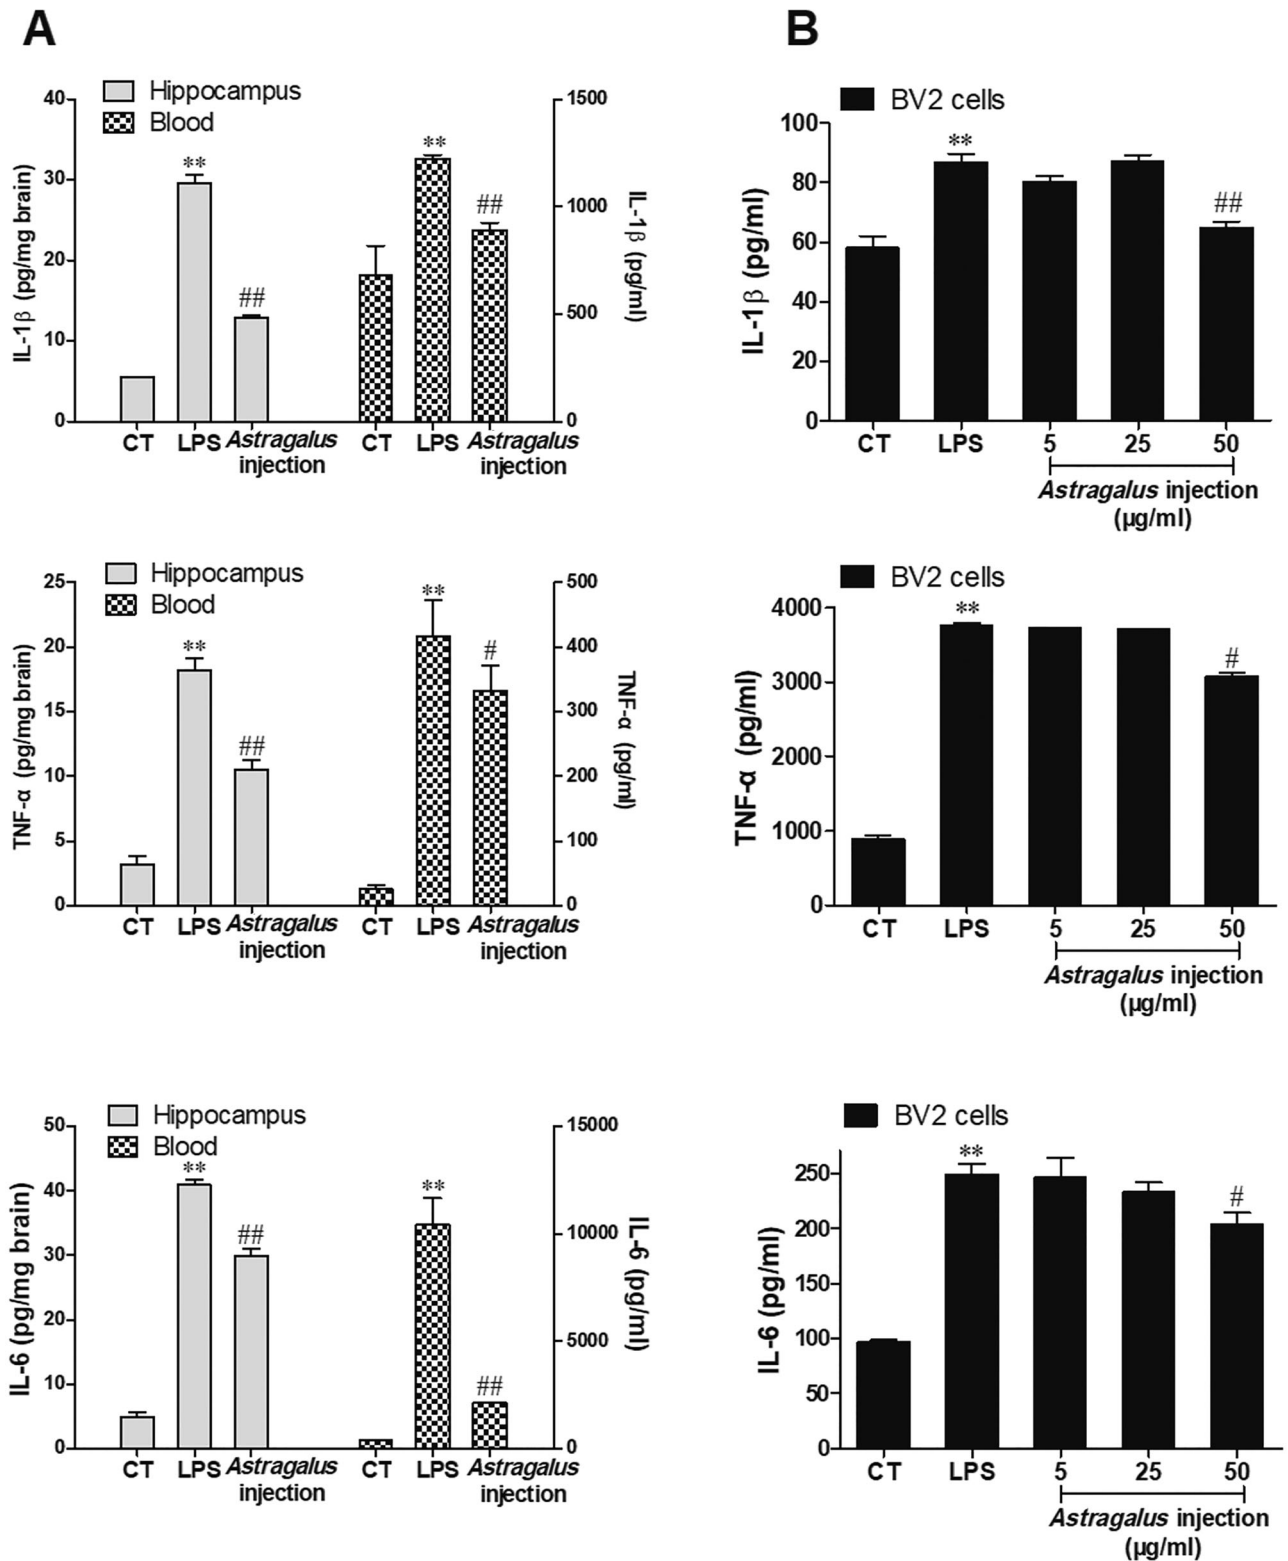 A
B
Hippocampus
Blood
40
30
20
10
0
IL-1β (pg/mg brain)
**
##
**
##
1500
1000
500
0
IL-1β (pg/ml)
CT LPS Astragalus injection
CT LPS Astragalus injection
BV2 cells
100
80
60
40
20
0
IL-1β (pg/ml)
**
##
CT LPS 5 25 50
Astragalus injection
(µg/ml)
Hippocampus
Blood
25
20
15
10
5
0
TNF-α (pg/mg brain)
**
##
**
#
500
400
300
200
100
0
TNF-α (pg/ml)
CT LPS Astragalus injection
CT LPS Astragalus injection
BV2 cells
4000
3000
2000
1000
0
TNF-α (pg/ml)
**
#
CT LPS 5 25 50
Astragalus injection
(µg/ml)
Hippocampus
Blood
50
40
30
20
10
0
IL-6 (pg/mg brain)
**
##
**
##
15000
10000
5000
0
IL-6 (pg/ml)
CT LPS Astragalus injection
CT LPS Astragalus injection
BV2 cells
250
200
150
100
50
0
IL-6 (pg/ml)
**
#
CT LPS 5 25 50
Astragalus injection
(µg/ml)